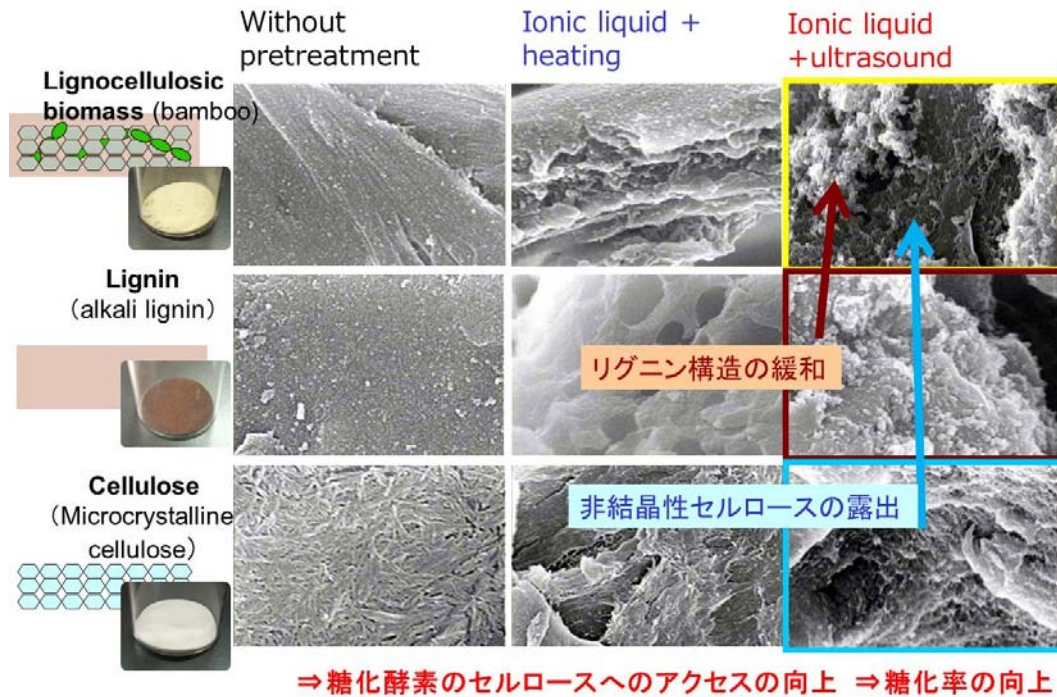 Without
pretreatment
Ionic liquid +
heating
Ionic liquid
+ultrasound
Lignocellulosic
biomass (bamboo)
Lignin
(alkali lignin)
リグニン構造の緩和
Cellulose
(Microcrystalline
cellulose)
非結晶性セルロースの露出
⇒糖化酵素のセルロースへのアクセスの向上 ⇒糖化率の向上